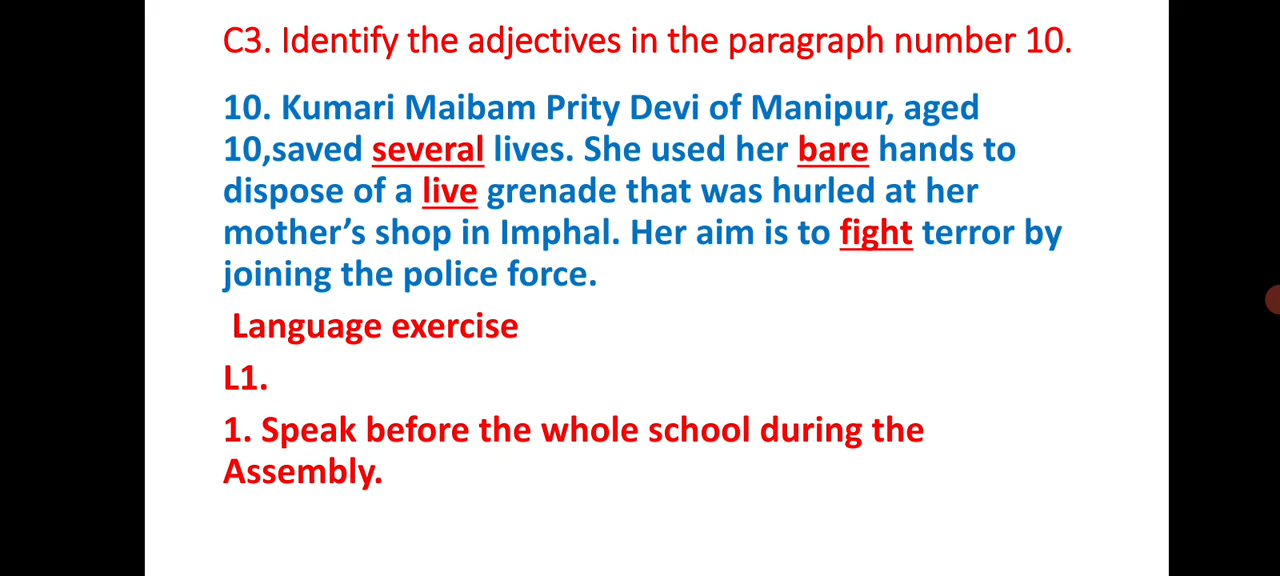 C3. Identify the adjectives in the paragraph number 10.
10. Kumari Maibam Prity Devi of Manipur, aged
10,saved several lives. She used her bare hands to
dispose of a live grenade that was hurled at her
mother’s shop in Imphal. Her aim is to fight terror by
joining the police force.
Language exercise
L1.
1. Speak before the whole school during the
Assembly.